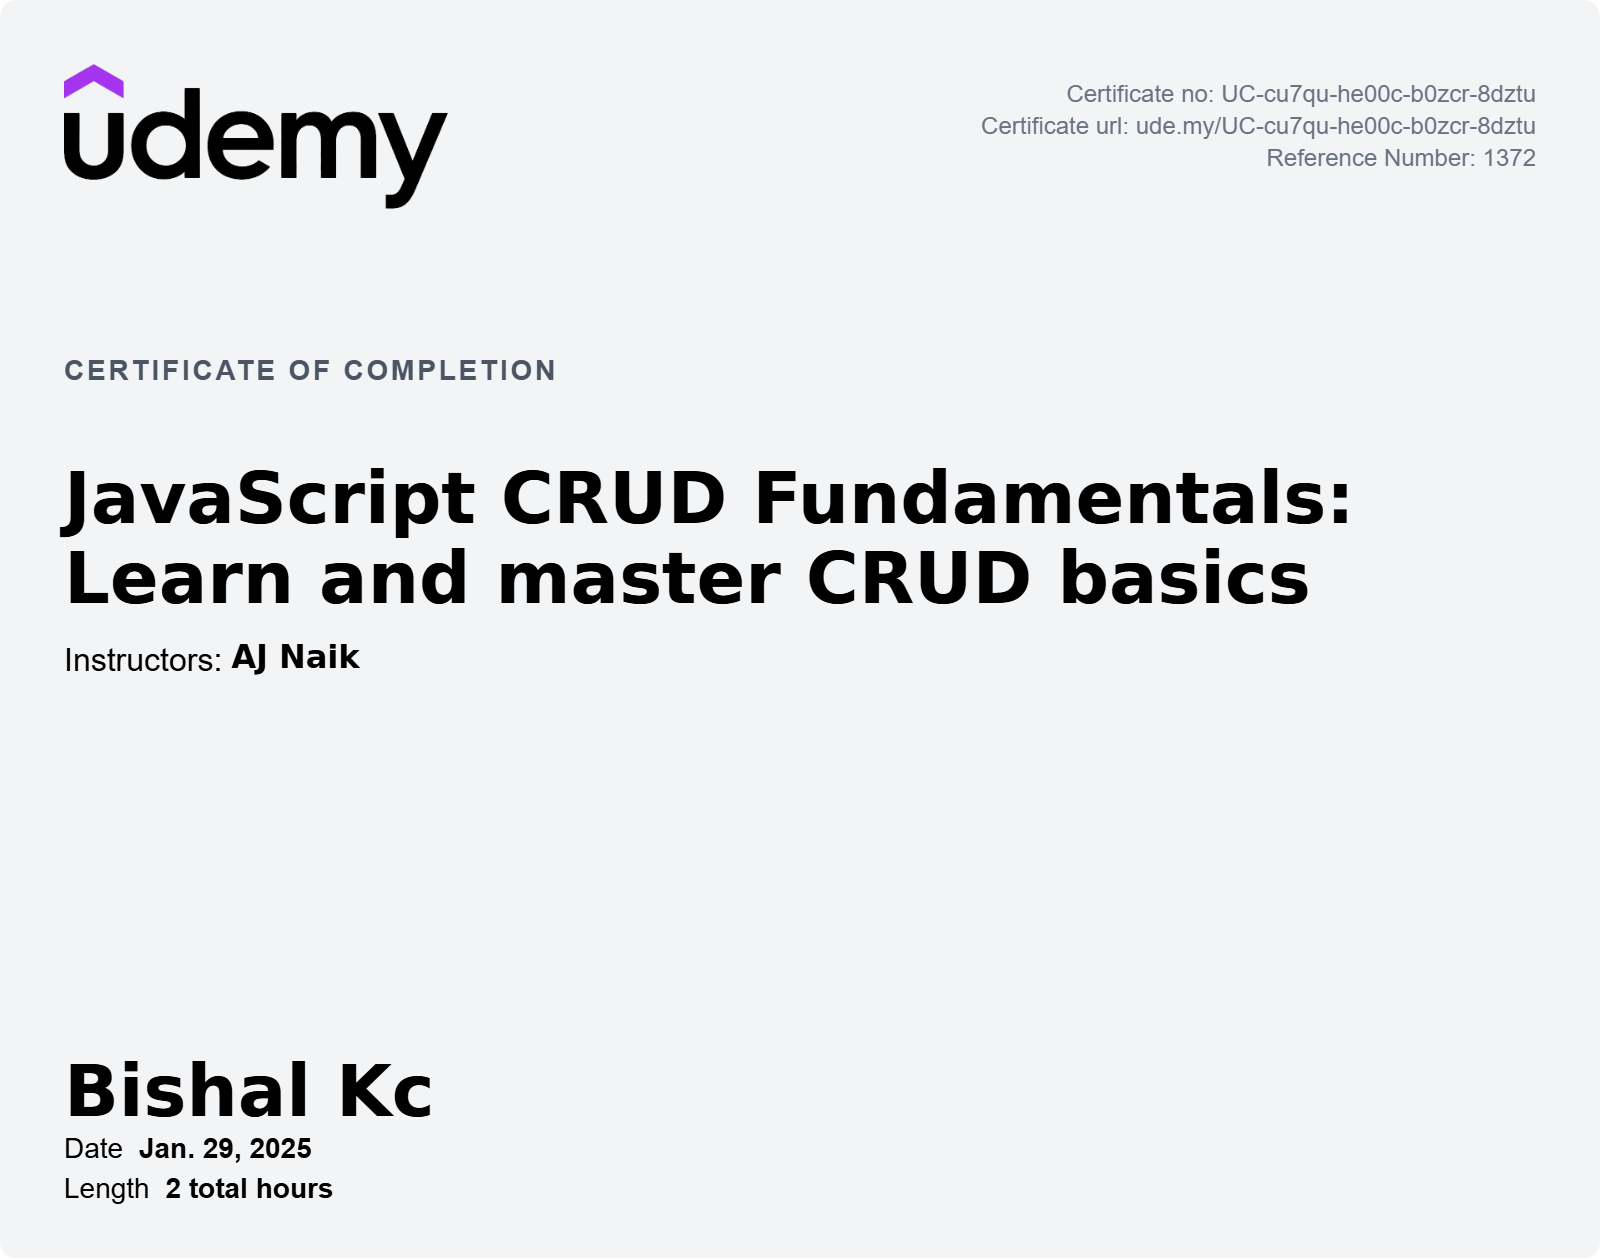 udemy
Certificate no: UC-cu7qu-he00c-b0zcr-8dztu
Certificate url: ude.my/UC-cu7qu-he00c-b0zcr-8dztu
Reference Number: 1372
CERTIFICATE OF COMPLETION
JavaScript CRUD Fundamentals:
Learn and master CRUD basics
Instructors: AJ Naik
Bishal Kc
Date Jan. 29, 2025
Length 2 total hours